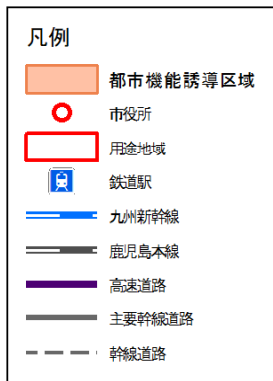 凡例
都市機能誘導区域
市役所
用途地域
鉄道駅
九州新幹線
鹿児島本線
高速道路
主要幹線道路
幹線道路